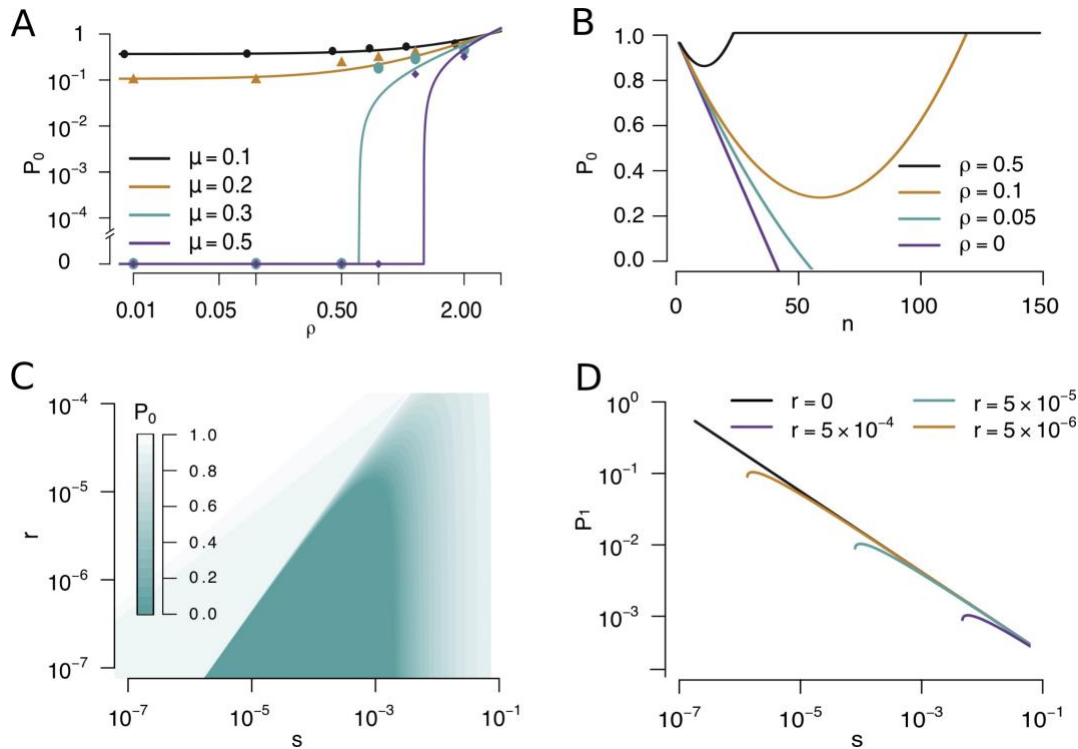 A
P₀
1
10⁻¹
10⁻²
10⁻³
10⁻⁴
0
μ = 0.1
μ = 0.2
μ = 0.3
μ = 0.5
0.01 0.05 0.50 2.00
ρ
B
P₀
1.0
0.8
0.6
0.4
0.2
0.0
ρ = 0.5
ρ = 0.1
ρ = 0.05
ρ = 0
0 50 100 150
n
C
r
10⁻⁴
10⁻⁵
10⁻⁶
10⁻⁷
P₀
1.0
0.8
0.6
0.4
0.2
0.0
10⁻⁷ 10⁻⁵ 10⁻³ 10⁻¹
s
D
P₁
10⁰
10⁻¹
10⁻²
10⁻³
r = 0 r = 5 × 10⁻⁵
r = 5 × 10⁻⁴ r = 5 × 10⁻⁶
10⁻⁷ 10⁻⁵ 10⁻³ 10⁻¹
s